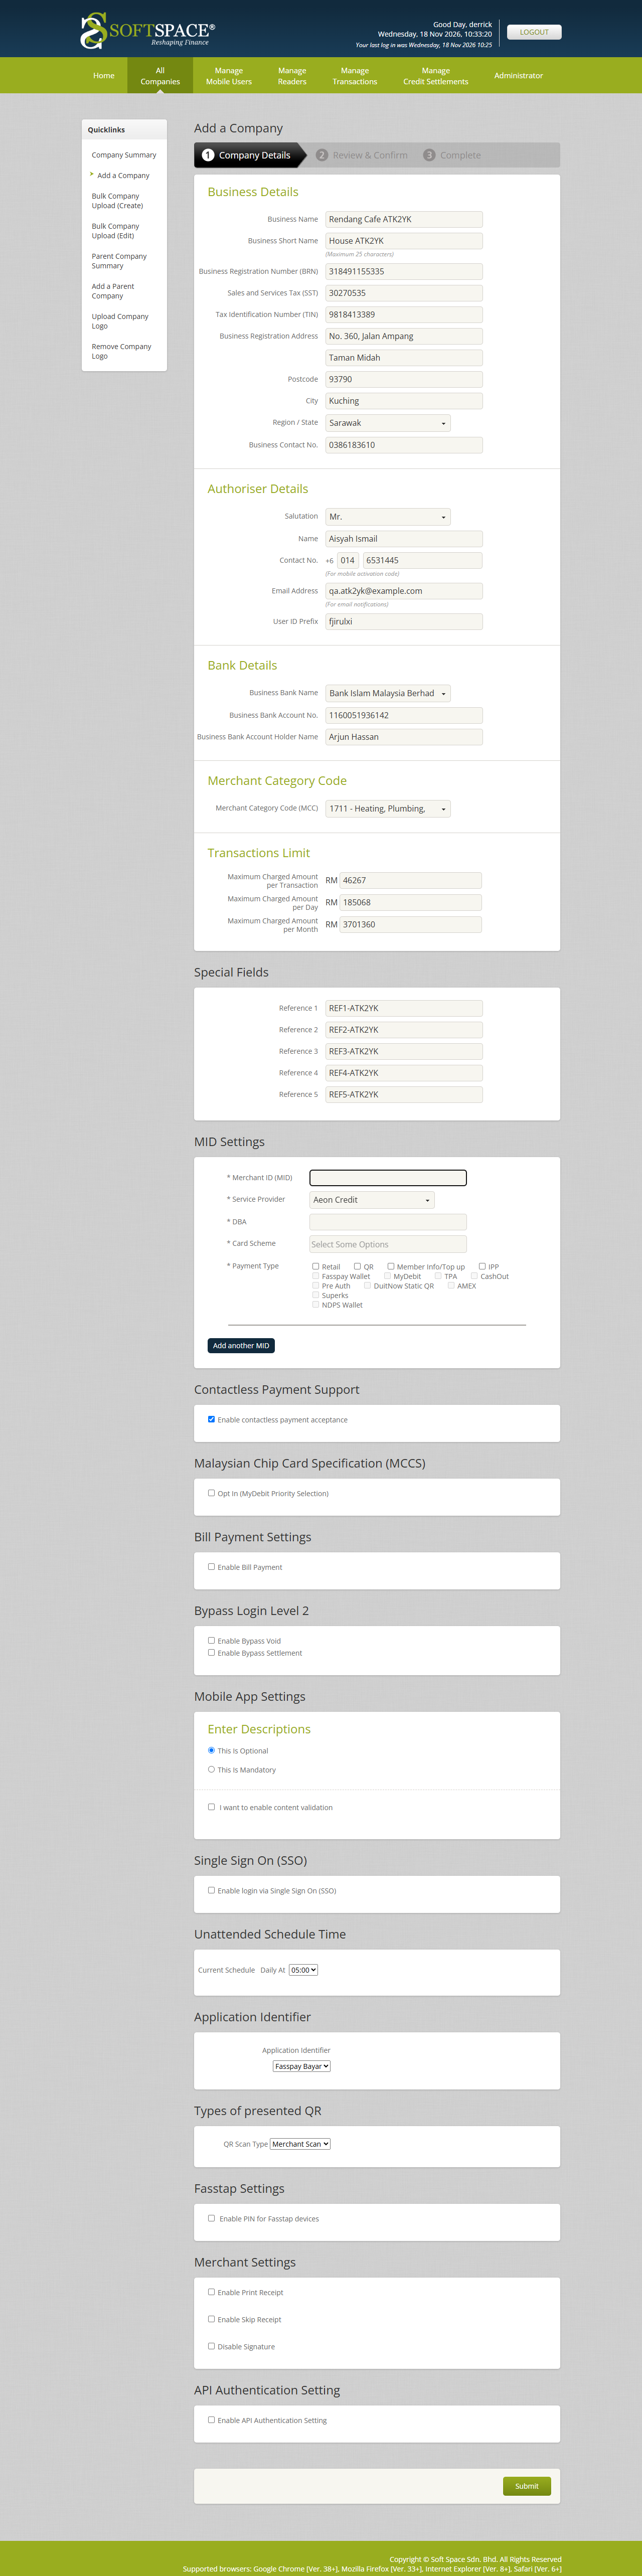 SOFTSPACE®
Reshaping Finance
Good Day, derrick
Wednesday, 18 Nov 2026, 10:33:20
Your last log in was Wednesday, 18 Nov 2026 10:25
LOGOUT
Home
All Companies
Manage Mobile Users
Manage Readers
Manage Transactions
Manage Credit Settlements
Administrator
Quicklinks
Company Summary
Add a Company
Bulk Company
Upload (Create)
Bulk Company
Upload (Edit)
Parent Company
Summary
Add a Parent
Company
Upload Company
Logo
Remove Company
Logo
Add a Company
1 Company Details
2 Review & Confirm
3 Complete
Business Details
Business Name Rendang Cafe ATK2YK
Business Short Name House ATK2YK
(Maximum 25 characters)
Business Registration Number (BRN) 318491155335
Sales and Services Tax (SST) 30270535
Tax Identification Number (TIN) 9818413389
Business Registration Address No. 360, Jalan Ampang
Taman Midah
Postcode 93790
City Kuching
Region / State Sarawak
Business Contact No. 0386183610
Authoriser Details
Salutation Mr.
Name Aisyah Ismail
Contact No. +6 014 6531445
(For mobile activation code)
Email Address qa.atk2yk@example.com
(For email notifications)
User ID Prefix fjirulxi
Bank Details
Business Bank Name Bank Islam Malaysia Berhad
Business Bank Account No. 1160051936142
Business Bank Account Holder Name Arjun Hassan
Merchant Category Code
Merchant Category Code (MCC) 1711 - Heating, Plumbing,
Transactions Limit
Maximum Charged Amount
per Transaction RM 46267
Maximum Charged Amount
per Day RM 185068
Maximum Charged Amount
per Month RM 3701360
Special Fields
Reference 1 REF1-ATK2YK
Reference 2 REF2-ATK2YK
Reference 3 REF3-ATK2YK
Reference 4 REF4-ATK2YK
Reference 5 REF5-ATK2YK
MID Settings
* Merchant ID (MID)
* Service Provider Aeon Credit
* DBA
* Card Scheme Select Some Options
* Payment Type Retail QR Member Info/Top up IPP
Fasspay Wallet MyDebit TPA CashOut
Pre Auth DuitNow Static QR AMEX
Superks
NDPS Wallet
Add another MID
Contactless Payment Support
Enable contactless payment acceptance
Malaysian Chip Card Specification (MCCS)
Opt In (MyDebit Priority Selection)
Bill Payment Settings
Enable Bill Payment
Bypass Login Level 2
Enable Bypass Void
Enable Bypass Settlement
Mobile App Settings
Enter Descriptions
This Is Optional
This is Mandatory
I want to enable content validation
Single Sign On (SSO)
Enable login via Single Sign On (SSO)
Unattended Schedule Time
Current Schedule Daily At 05:00
Application Identifier
Application Identifier
Fasspay Bayar
Types of presented QR
QR Scan Type Merchant Scan
Fasstap Settings
Enable PIN for Fasstap devices
Merchant Settings
Enable Print Receipt
Enable Skip Receipt
Disable Signature
API Authentication Setting
Enable API Authentication Setting
Submit
Copyright © Soft Space Sdn. Bhd. All Rights Reserved
Supported browsers: Google Chrome [Ver. 38+], Mozilla Firefox [Ver. 33+], Internet Explorer [Ver. 8+], Safari [Ver. 6+]